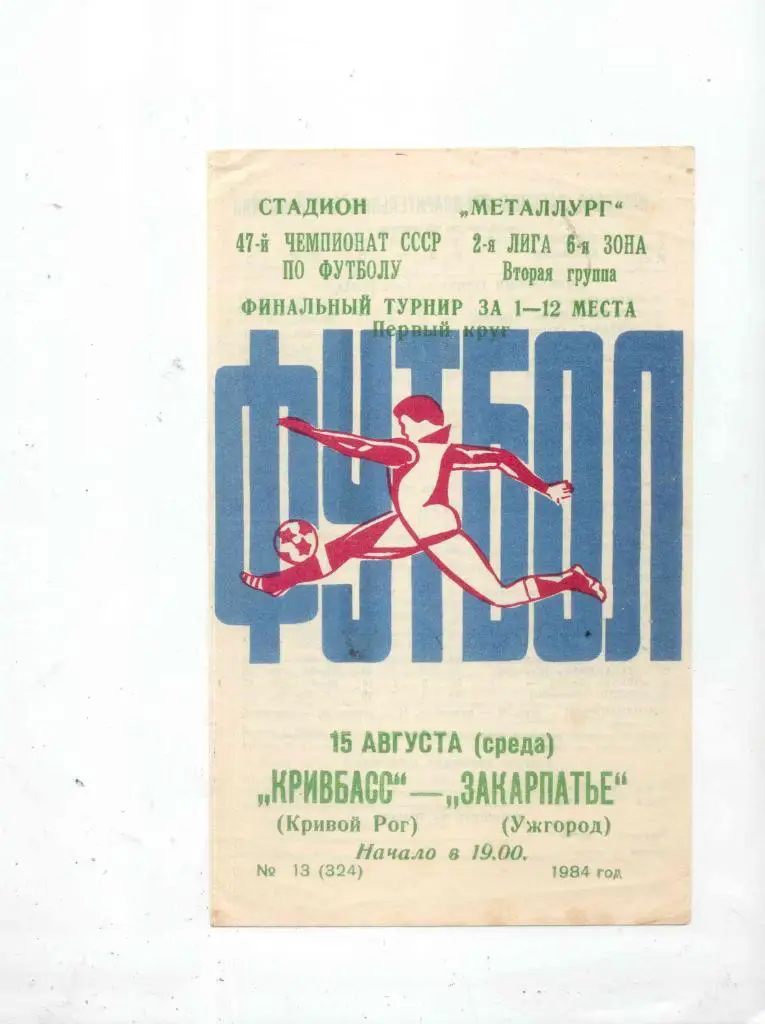 СТАДИОН „МЕТАЛЛУРГ“
47-й ЧЕМПИОНАТ СССР 2-я ЛИГА 6-я ЗОНА
ПО ФУТБОЛУ Вторая группа
ФИНАЛЬНЫЙ ТУРНИР ЗА 1—12 МЕСТА
Первый круг
ФУТБОЛ
15 АВГУСТА (среда)
„КРИВБАСС“ — „ЗАКАРПАТЬЕ“
(Кривой Рог) (Ужгород)
Начало в 19.00.
№ 13 (324) 1984 год